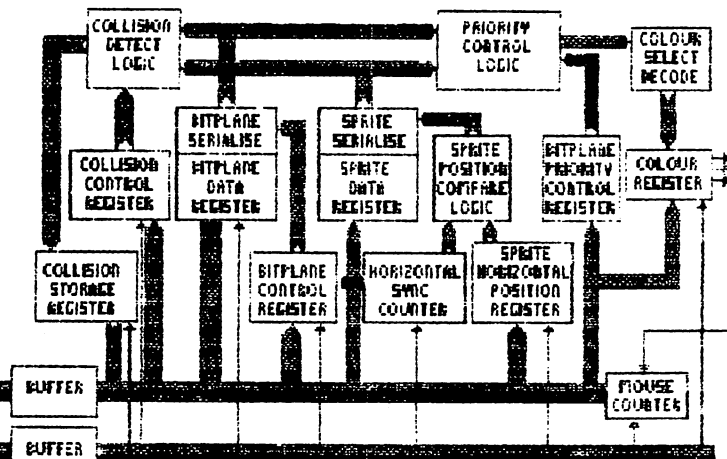 COLLISION
DETECT
LOGIC
PRIORITY
CONTROL
LOGIC
COLOUR
SELECT
DECODE
BITPLANE
SERIALISE
BITPLANE
DATA
REGISTER
SPRITE
SERIALISE
SPRITE
DATA
REGISTER
COLLISION
CONTROL
REGISTER
SPRITE
POSITION
COMPARE
LOGIC
BITPLANE
PRIORITY
CONTROL
REGISTER
COLOUR
REGISTER
COLLISION
STORAGE
REGISTER
BITPLANE
CONTROL
REGISTER
HORIZONTAL
SYNC
COUNTER
SPRITE
HORIZONTAL
POSITION
REGISTER
BUFFER
MOUSE
COUNTER
BUFFER